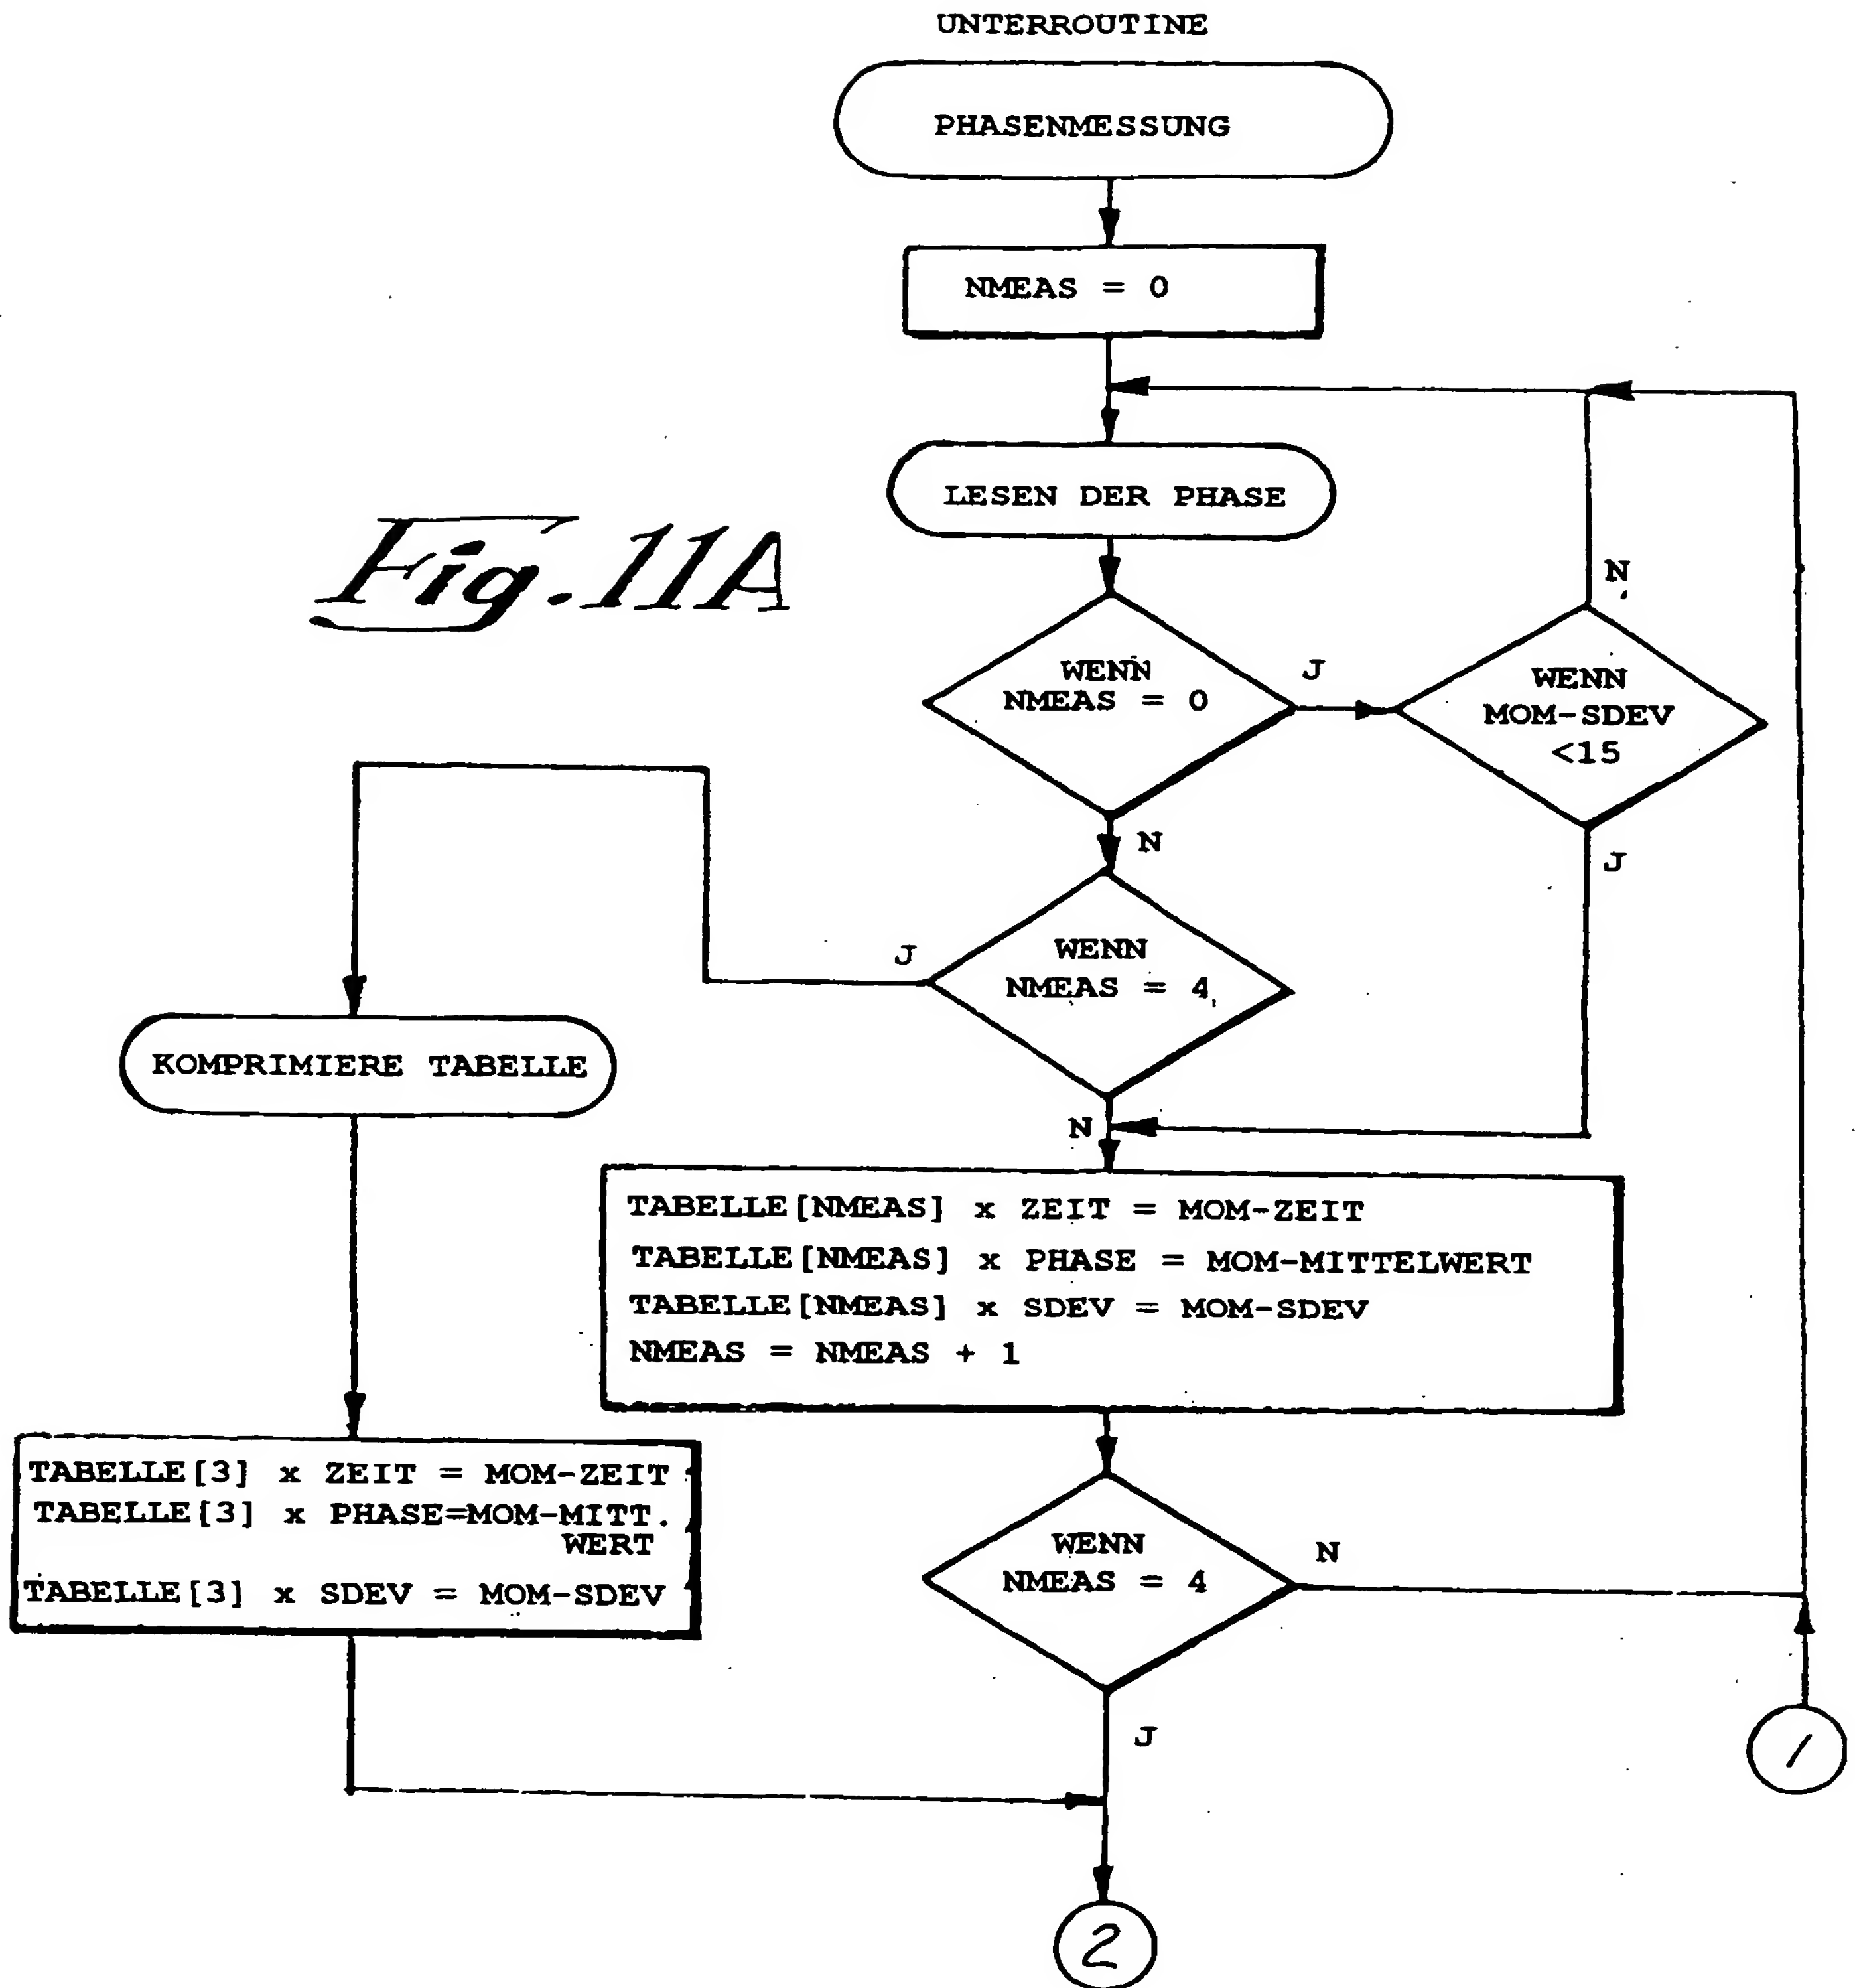 UNTERROUTINE
PHASENMESSUNG
NMEAS = 0
LESEN DER PHASE
Fig. 11A
N
WENN
NMEAS = 0
J
WENN
MOM-SDEV
<15
N
J
J
WENN
NMEAS = 4
KOMPRIMIERE TABELLE
N
TABELLE[NMEAS] x ZEIT = MOM-ZEIT
TABELLE[NMEAS] x PHASE = MOM-MITTELWERT
TABELLE[NMEAS] x SDEV = MOM-SDEV
NMEAS = NMEAS + 1
TABELLE[3] x ZEIT = MOM-ZEIT
TABELLE[3] x PHASE=MOM-MITT.
WERT
TABELLE[3] x SDEV = MOM-SDEV
WENN
NMEAS = 4
N
J
1
2